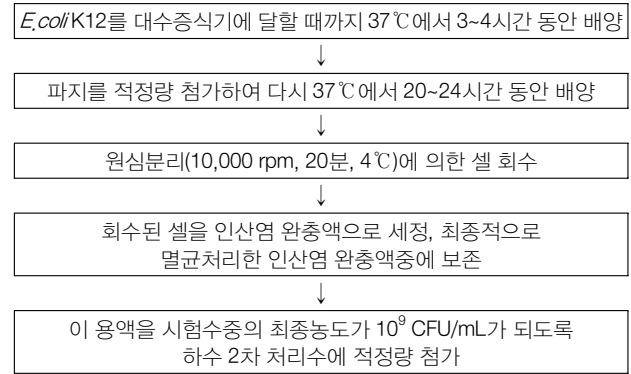 E.coli K12를 대수증식기에 달할 때까지 37℃에서 3~4시간 동안 배양
↓
파지를 적정량 첨가하여 다시 37℃에서 20~24시간 동안 배양
↓
원심분리(10,000 rpm, 20분, 4℃)에 의한 셀 회수
↓
회수된 셀을 인산염 완충액으로 세정, 최종적으로
멸균처리한 인산염 완충액중에 보존
↓
이 용액을 시험수중의 최종농도가 10⁹ CFU/mL가 되도록
하수 2차 처리수에 적정량 첨가